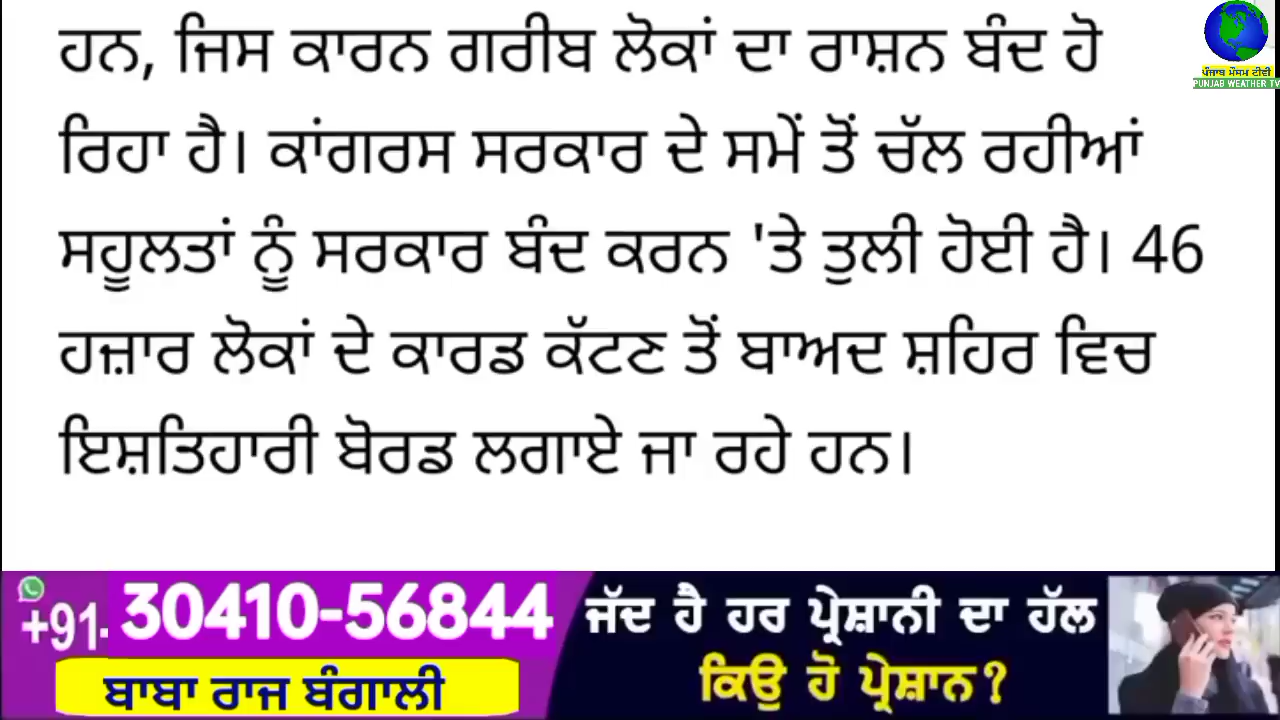 ਹਨ, ਜਿਸ ਕਾਰਨ ਗਰੀਬ ਲੋਕਾਂ ਦਾ ਰਾਸ਼ਨ ਬੰਦ ਹੋ
ਰਿਹਾ ਹੈ। ਕਾਂਗਰਸ ਸਰਕਾਰ ਦੇ ਸਮੇਂ ਤੋਂ ਚੱਲ ਰਹੀਆਂ
ਸਹੂਲਤਾਂ ਨੂੰ ਸਰਕਾਰ ਬੰਦ ਕਰਨ 'ਤੇ ਤੁਲੀ ਹੋਈ ਹੈ। 46
ਹਜ਼ਾਰ ਲੋਕਾਂ ਦੇ ਕਾਰਡ ਕੱਟਣ ਤੋਂ ਬਾਅਦ ਸ਼ਹਿਰ ਵਿਚ
ਇਸ਼ਤਿਹਾਰੀ ਬੋਰਡ ਲਗਾਏ ਜਾ ਰਹੇ ਹਨ।
ਪੰਜਾਬ ਮੌਸਮ ਟੀਵੀ
PUNJAB WEATHER TV
+91-30410-56844
ਬਾਬਾ ਰਾਜ ਬੰਗਾਲੀ
ਜੱਦ ਹੈ ਹਰ ਪ੍ਰੇਸ਼ਾਨੀ ਦਾ ਹੱਲ
ਕਿਉ ਹੋ ਪ੍ਰੇਸ਼ਾਨ?